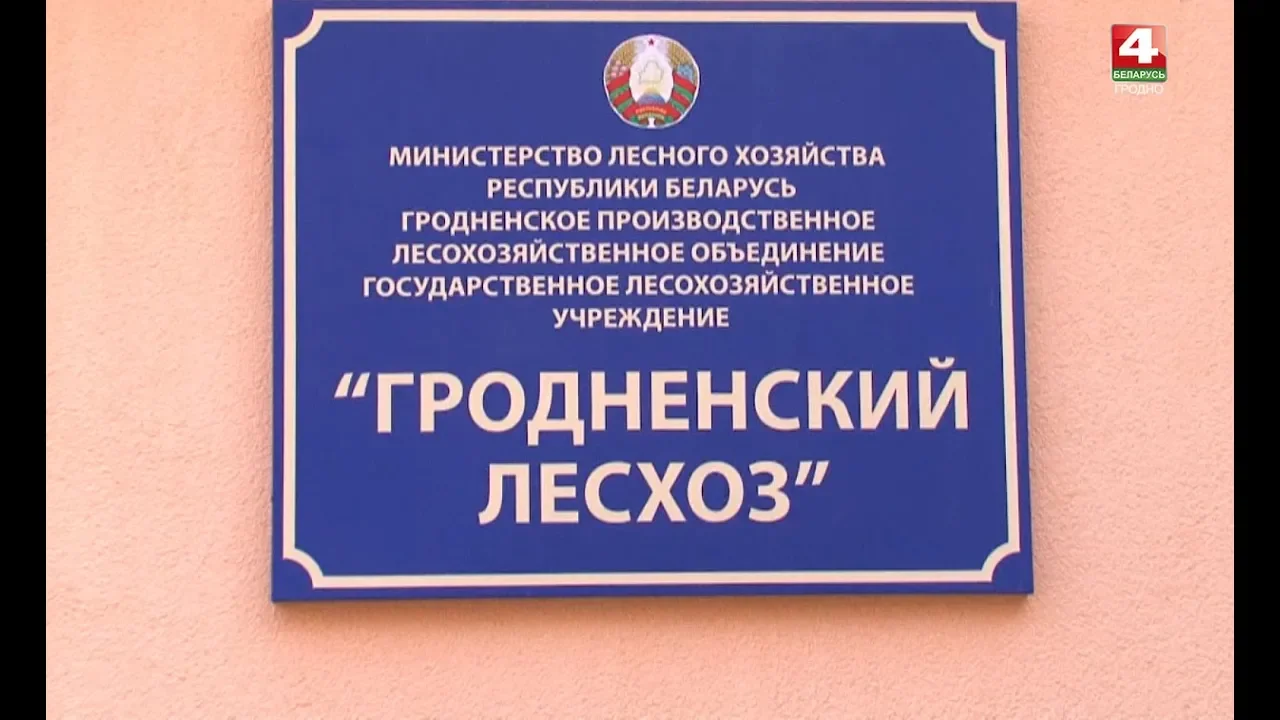 4
БЕЛАРУСЬ
ГРОДНО
МИНИСТЕРСТВО ЛЕСНОГО ХОЗЯЙСТВА
РЕСПУБЛИКИ БЕЛАРУСЬ
ГРОДНЕНСКОЕ ПРОИЗВОДСТВЕННОЕ
ЛЕСОХОЗЯЙСТВЕННОЕ ОБЪЕДИНЕНИЕ
ГОСУДАРСТВЕННОЕ ЛЕСОХОЗЯЙСТВЕННОЕ
УЧРЕЖДЕНИЕ
“ГРОДНЕНСКИЙ
ЛЕСХОЗ”